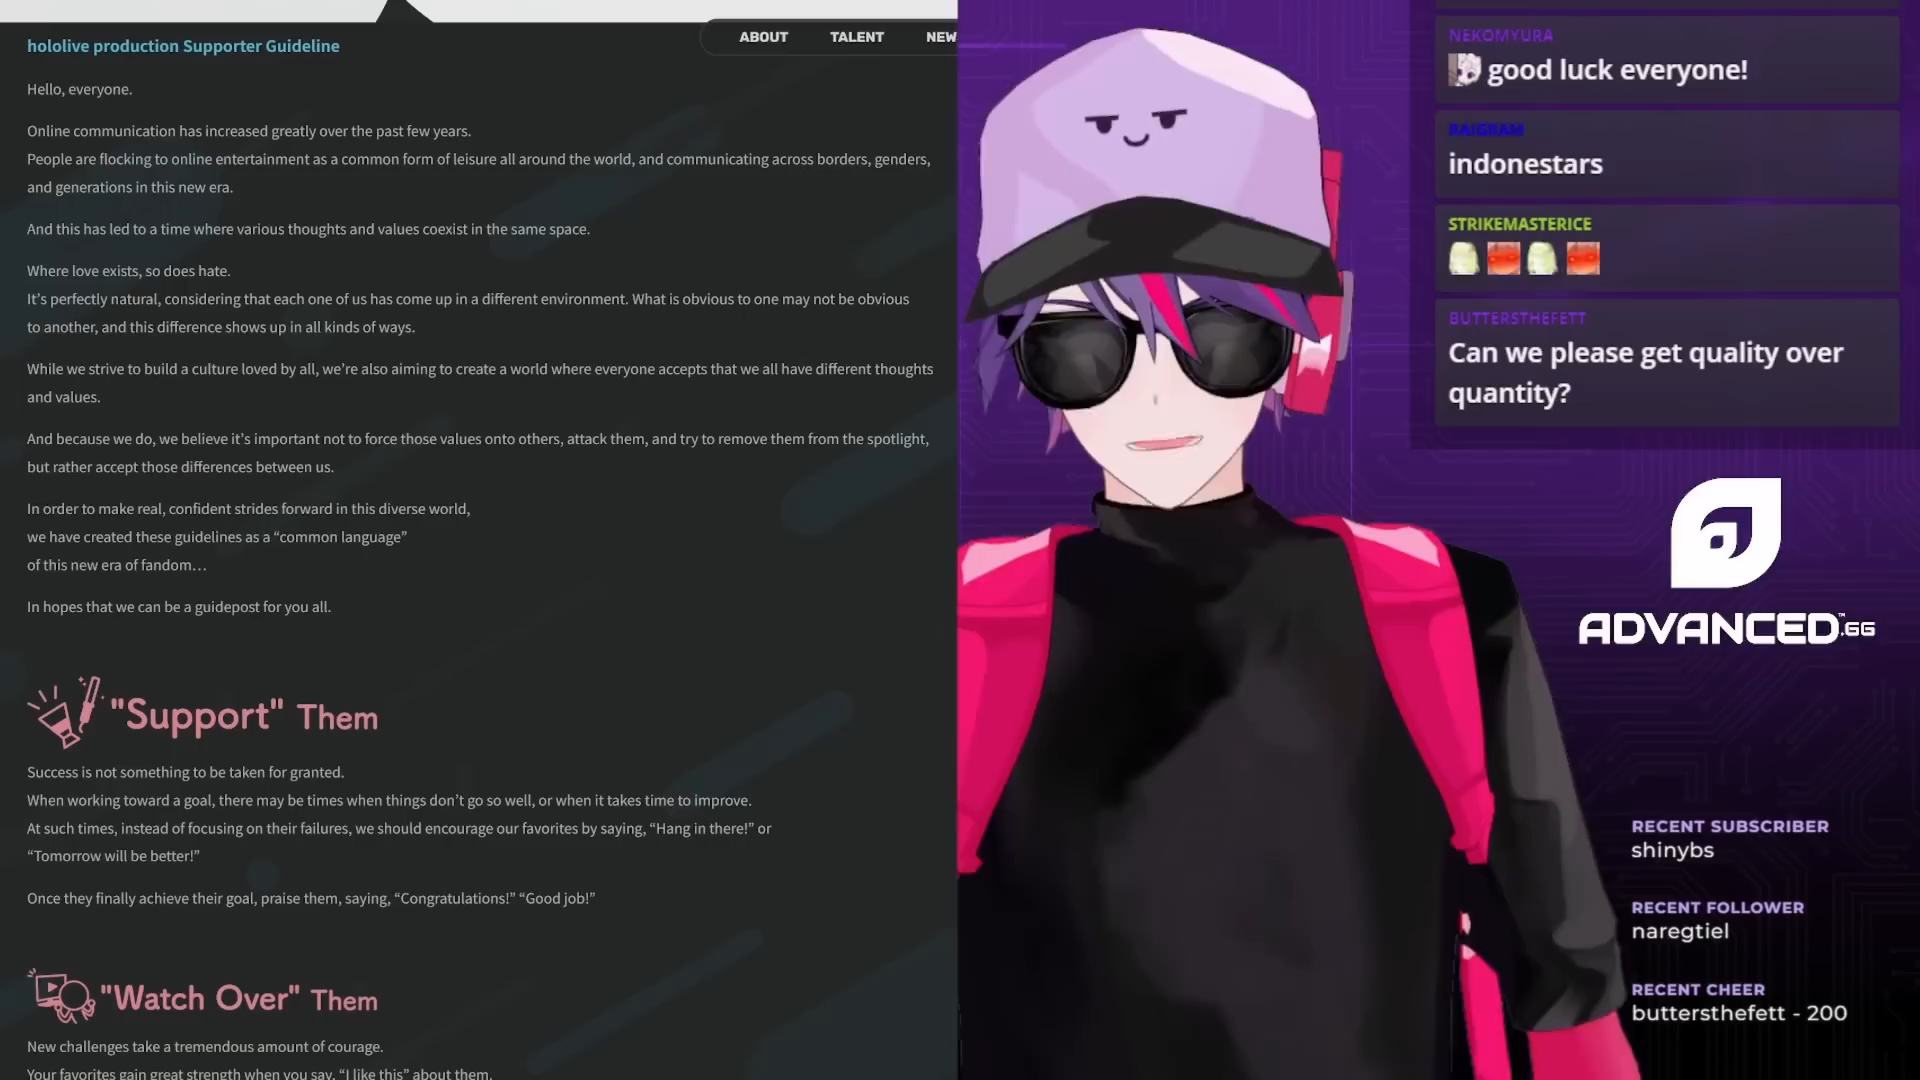 hololive production Supporter Guideline
ABOUT TALENT NEW
Hello, everyone.
Online communication has increased greatly over the past few years.
People are flocking to online entertainment as a common form of leisure all around the world, and communicating across borders, genders,
and generations in this new era.
And this has led to a time where various thoughts and values coexist in the same space.
Where love exists, so does hate.
It’s perfectly natural, considering that each one of us has come up in a different environment. What is obvious to one may not be obvious
to another, and this difference shows up in all kinds of ways.
While we strive to build a culture loved by all, we’re also aiming to create a world where everyone accepts that we all have different thoughts
and values.
And because we do, we believe it’s important not to force those values onto others, attack them, and try to remove them from the spotlight,
but rather accept those differences between us.
In order to make real, confident strides forward in this diverse world,
we have created these guidelines as a “common language”
of this new era of fandom…
In hopes that we can be a guidepost for you all.
"Support" Them
Success is not something to be taken for granted.
When working toward a goal, there may be times when things don’t go so well, or when it takes time to improve.
At such times, instead of focusing on their failures, we should encourage our favorites by saying, “Hang in there!” or
“Tomorrow will be better!”
Once they finally achieve their goal, praise them, saying, “Congratulations!” “Good job!”
"Watch Over" Them
New challenges take a tremendous amount of courage.
Your favorites gain great strength when you say, “I like this” about them.
NEKOMYURA
good luck everyone!
RAIGRAM
indonestars
STRIKEMASTERICE
BUTTERSTHEFETT
Can we please get quality over
quantity?
ADVANCED™.GG
RECENT SUBSCRIBER
shinybs
RECENT FOLLOWER
naregtiel
RECENT CHEER
buttersthefett - 200